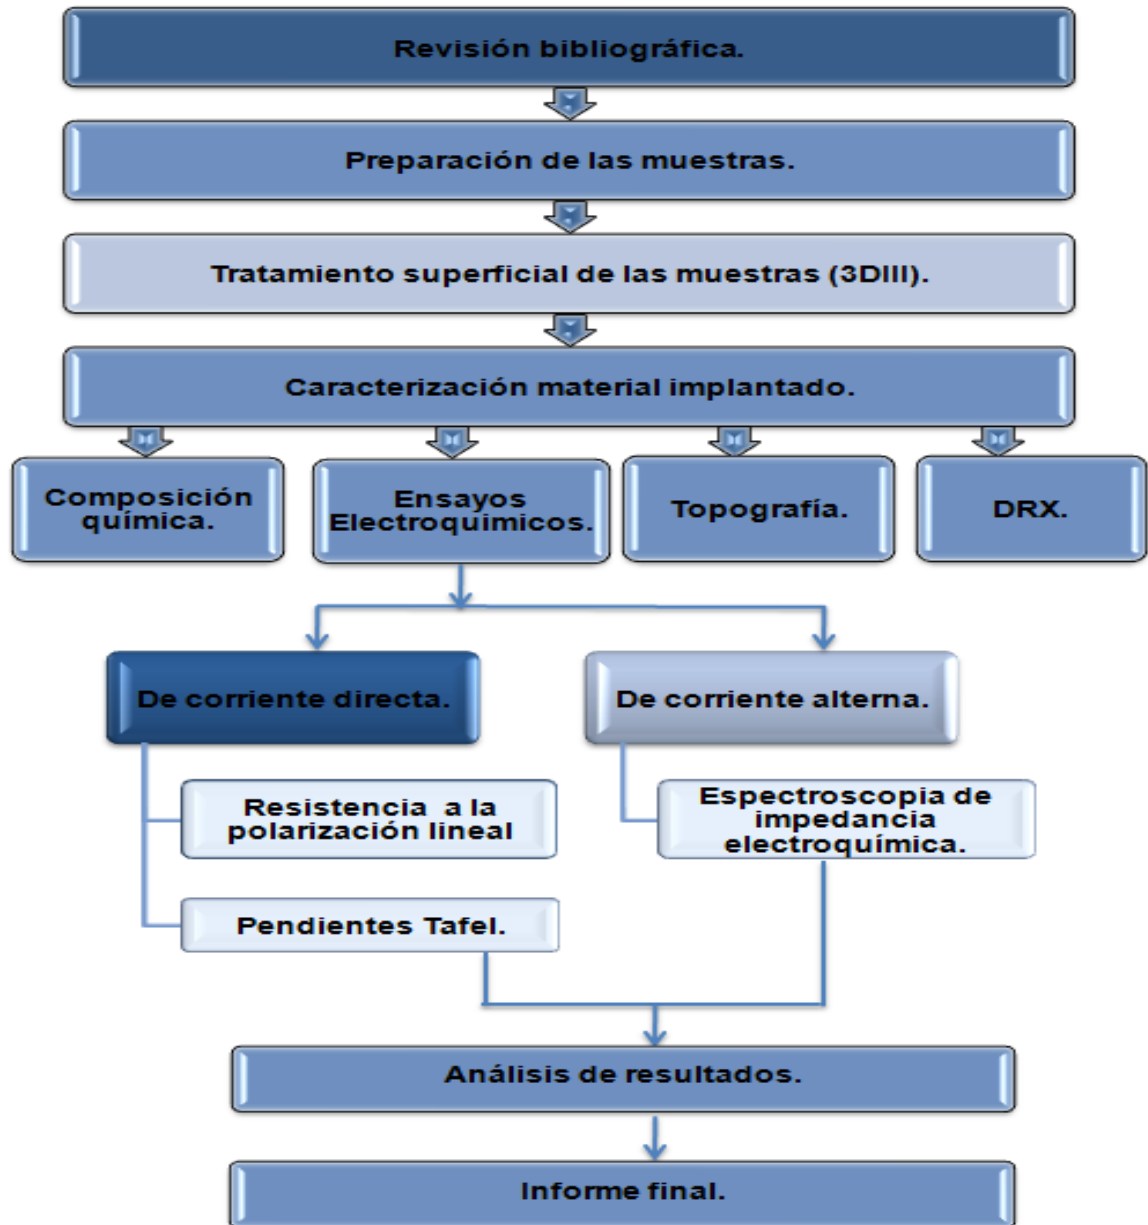 Revisión bibliográfica.
Preparación de las muestras.
Tratamiento superficial de las muestras (3DIII).
Caracterización material implantado.
Composición
química.
Ensayos
Electroquimicos.
Topografía.
DRX.
De corriente directa.
De corriente alterna.
Resistencia a la
polarización lineal
Espectroscopia de
impedancia
electroquímica.
Pendientes Tafel.
Análisis de resultados.
Informe final.